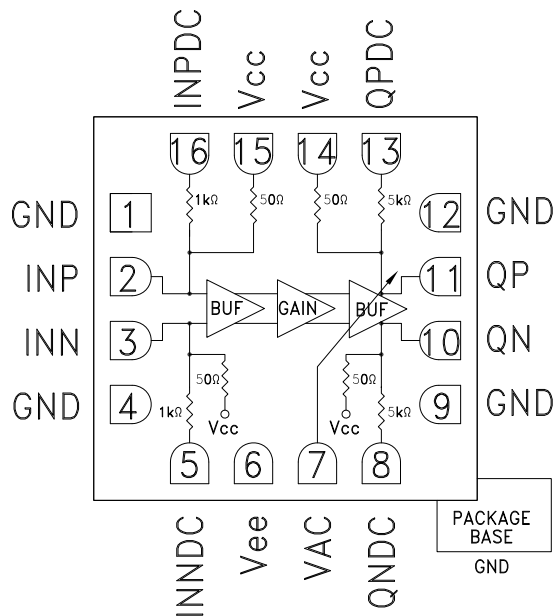 INPDC
Vcc
Vcc
QPDC
16
15
14
13
1kΩ
50Ω
50Ω
5kΩ
GND
1
12
GND
INP
2
11
QP
BUF
GAIN
BUF
INN
3
10
QN
50Ω
50Ω
GND
4
1kΩ
Vcc
Vcc
5kΩ
9
GND
5
6
7
8
INNDC
Vee
VAC
QNDC
PACKAGE
BASE
GND